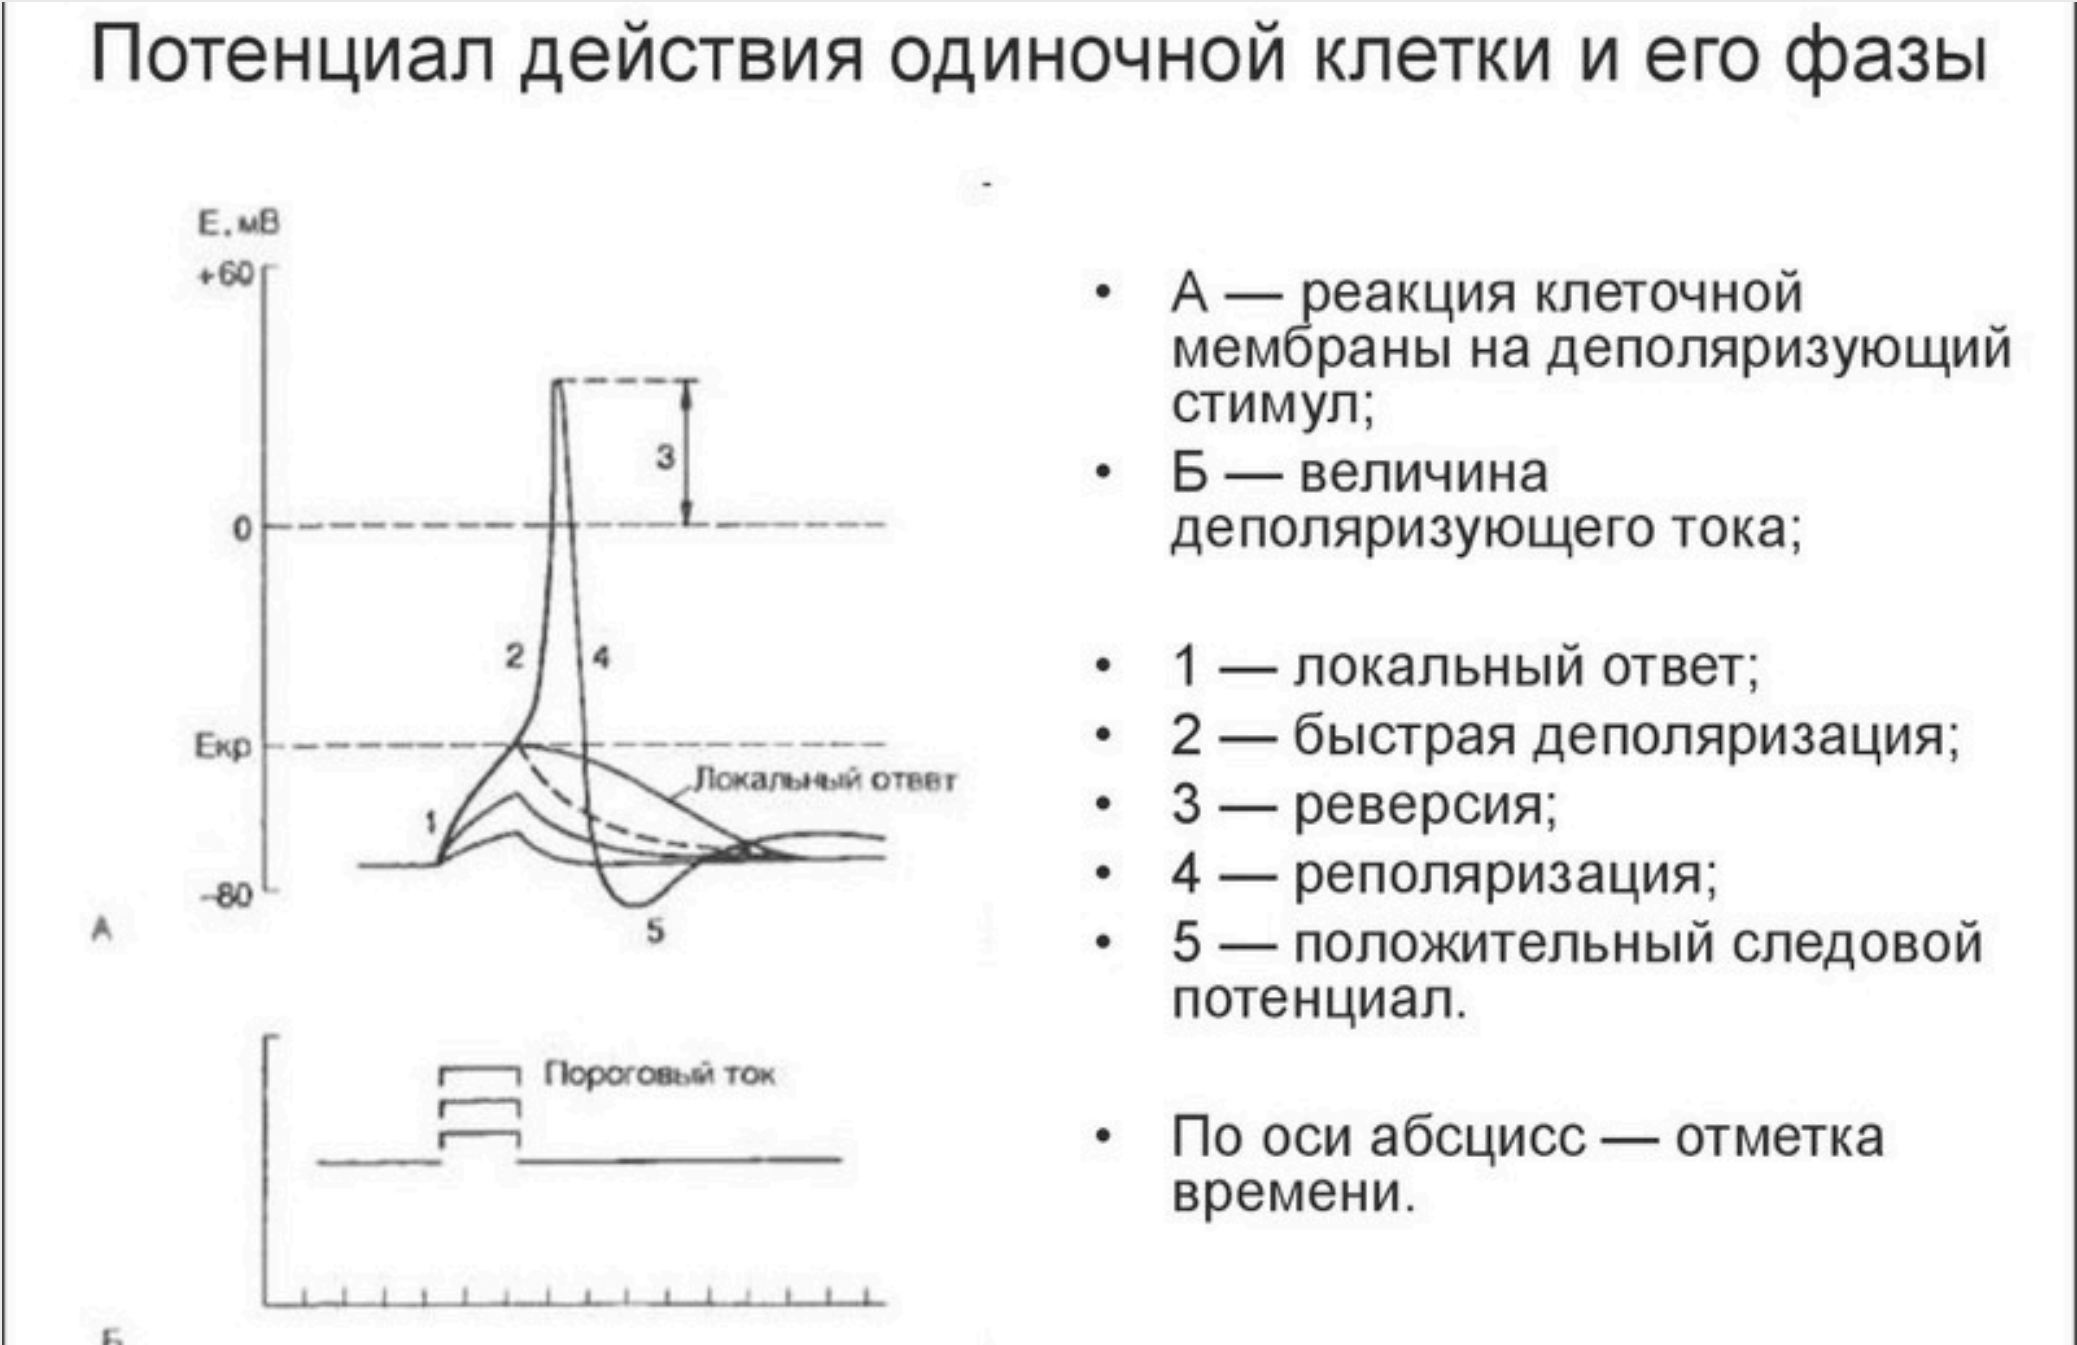 Потенциал действия одиночной клетки и его фазы
Е.мВ
+60
3
0
2
4
Екр
Локальный ответ
1
–80
А
5
Пороговый ток
Б
• А — реакция клеточной
мембраны на деполяризующий
стимул;
• Б — величина
деполяризующего тока;
• 1 — локальный ответ;
• 2 — быстрая деполяризация;
• 3 — реверсия;
• 4 — реполяризация;
• 5 — положительный следовой
потенциал.
• По оси абсцисс — отметка
времени.